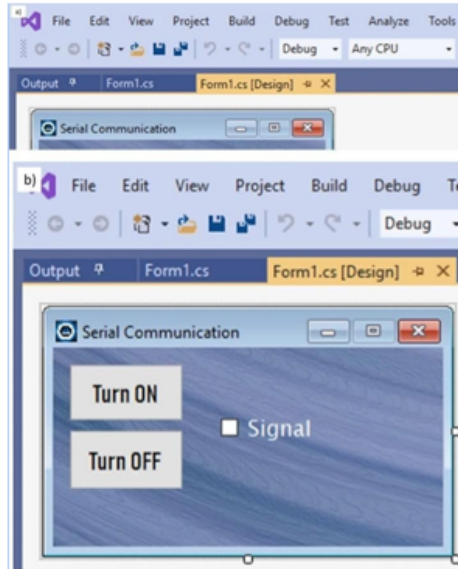 a)
File Edit View Project Build Debug Test Analyze Tools
Debug Any CPU
Output Form1.cs Form1.cs [Design]
Serial Communication
b)
File Edit View Project Build Debug T
Debug
Output Form1.cs Form1.cs [Design]
Serial Communication
Turn ON
Signal
Turn OFF